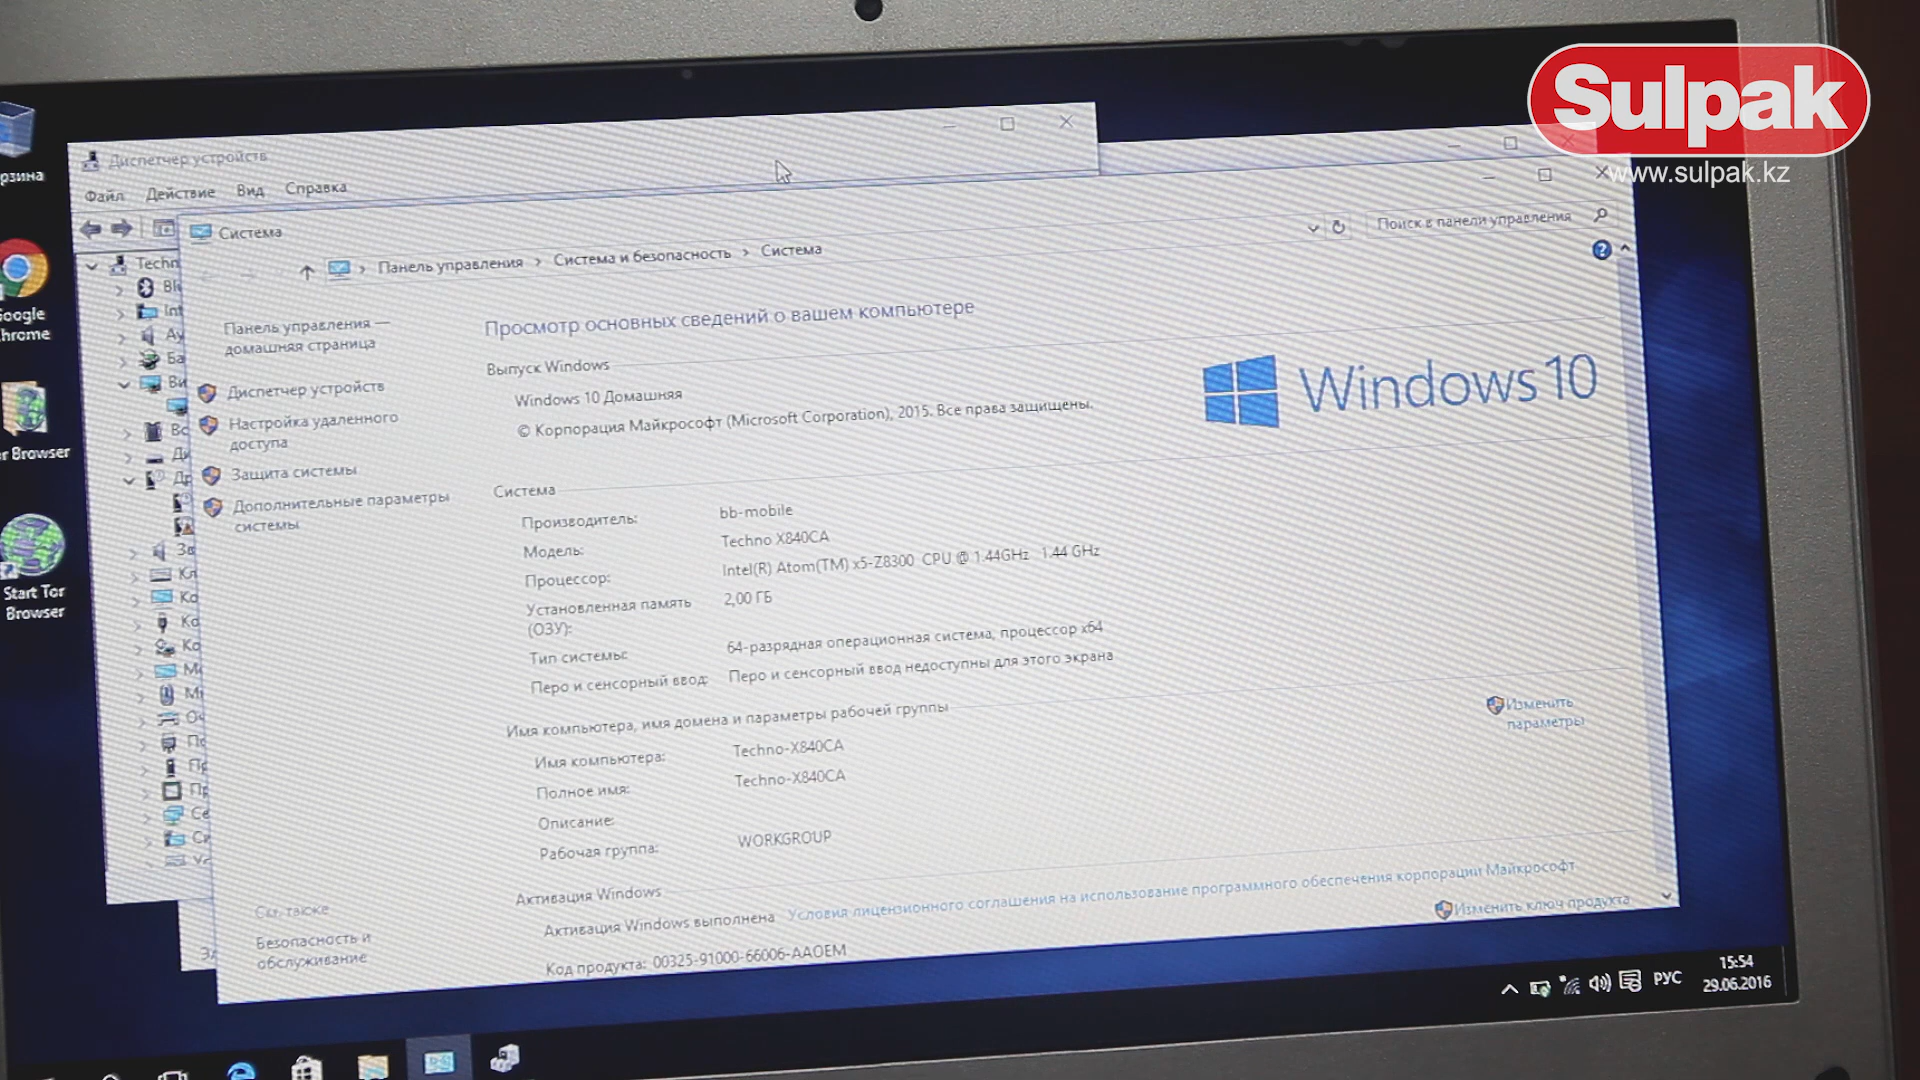 Sulpak
www.sulpak.kz
рзина
Google
Chrome
r Browser
Start Tor
Browser
Диспетчер устройств
Файл Действие Вид Справка
Techn
Система
Панель управления › Система и безопасность › Система
Поиск в панели управления
Панель управления —
домашняя страница
Диспетчер устройств
Настройка удаленного
доступа
Защита системы
Дополнительные параметры
системы
См. также
Безопасность и
обслуживание
Просмотр основных сведений о вашем компьютере
Выпуск Windows
Windows 10 Домашняя
© Корпорация Майкрософт (Microsoft Corporation), 2015. Все права защищены.
Windows 10
Система
Производитель: bb-mobile
Модель: Techno X840CA
Процессор: Intel(R) Atom(TM) x5-Z8300 CPU @ 1.44GHz 1.44 GHz
Установленная память
(ОЗУ): 2,00 ГБ
Тип системы: 64-разрядная операционная система, процессор x64
Перо и сенсорный ввод: Перо и сенсорный ввод недоступны для этого экрана
Имя компьютера, имя домена и параметры рабочей группы
Имя компьютера: Techno-X840CA
Изменить
параметры
Полное имя: Techno-X840CA
Описание:
Рабочая группа: WORKGROUP
Активация Windows
Активация Windows выполнена Условия лицензионного соглашения на использование программного обеспечения корпорации Майкрософт
Код продукта: 00325-91000-66006-AAOEM
Изменить ключ продукта
РУС
15:54
29.06.2016